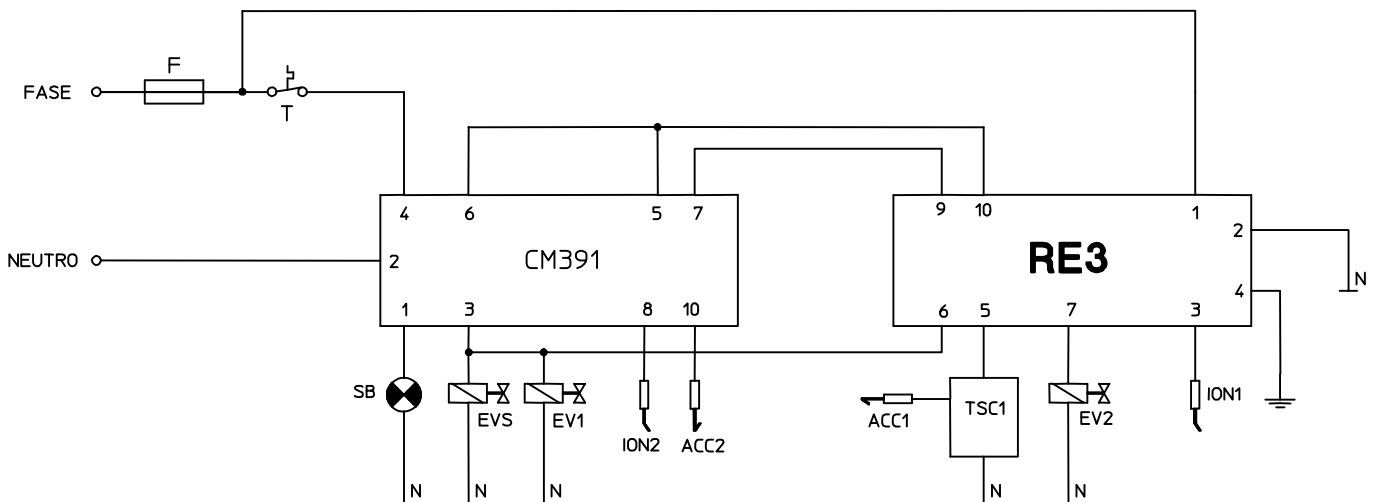 F
FASE
T
4 6 5 7
9 10 1
2
NEUTRO
2
CM391
RE3
N
4
1 3 8 10
6 5 7 3
SB
EVS
EV1
ION2
ACC2
ACC1
TSC1
EV2
ION1
N N N N N